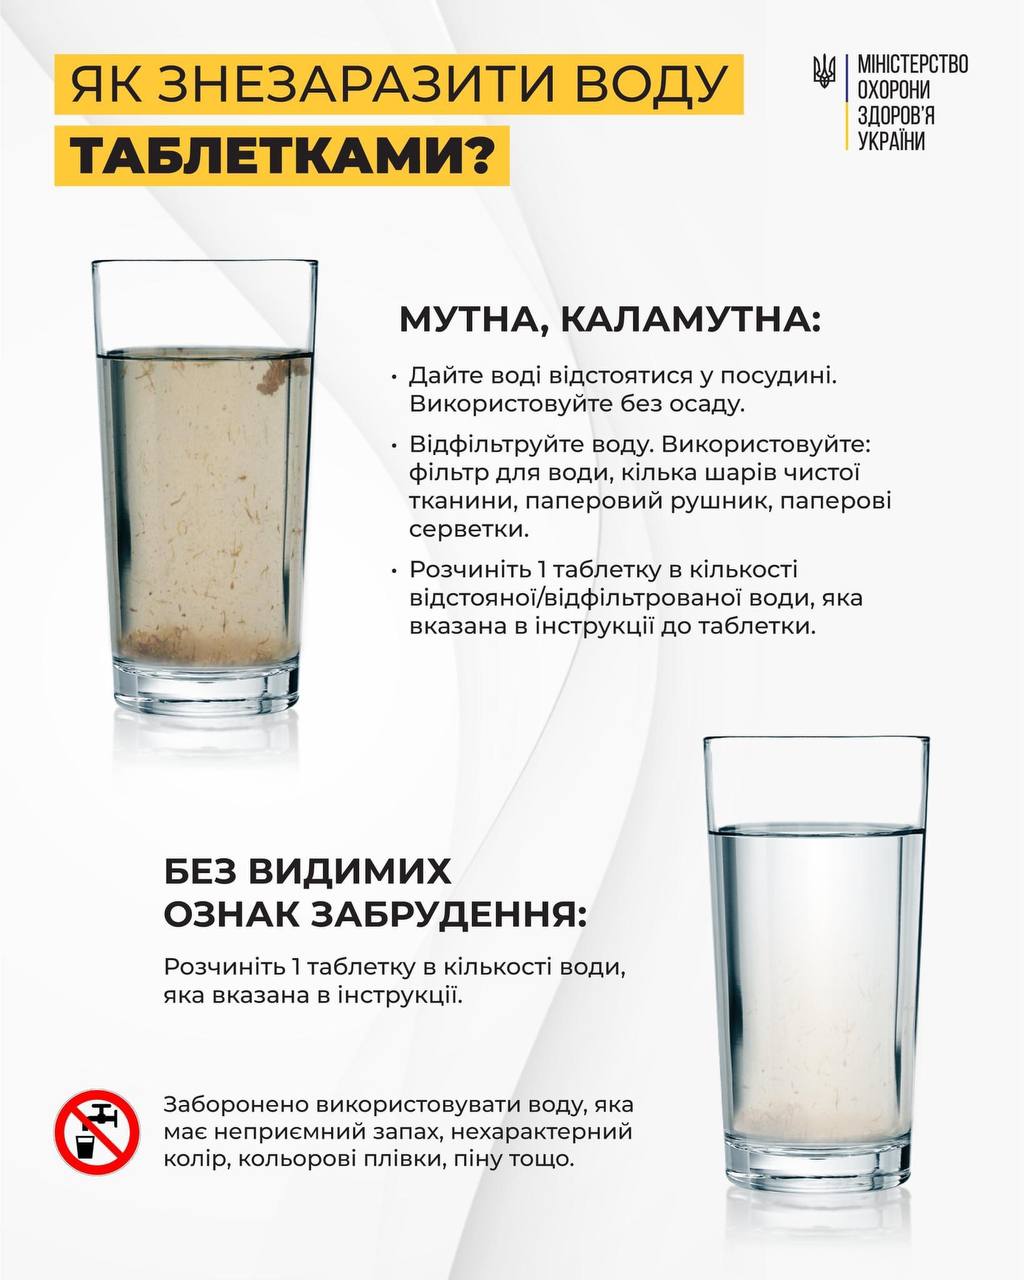 ЯК ЗНЕЗАРАЗИТИ ВОДУ
ТАБЛЕТКАМИ?
МІНІСТЕРСТВО
ОХОРОНИ
ЗДОРОВ'Я
УКРАЇНИ
МУТНА, КАЛАМУТНА:
• Дайте воді відстоятися у посудині.
Використовуйте без осаду.
• Відфільтруйте воду. Використовуйте:
фільтр для води, кілька шарів чистої
тканини, паперовий рушник, паперові
серветки.
• Розчиніть 1 таблетку в кількості
відстояної/відфільтрованої води, яка
вказана в інструкції до таблетки.
БЕЗ ВИДИМИХ
ОЗНАК ЗАБРУДЕННЯ:
Розчиніть 1 таблетку в кількості води,
яка вказана в інструкції.
Заборонено використовувати воду, яка
має неприємний запах, нехарактерний
колір, кольорові плівки, піну тощо.